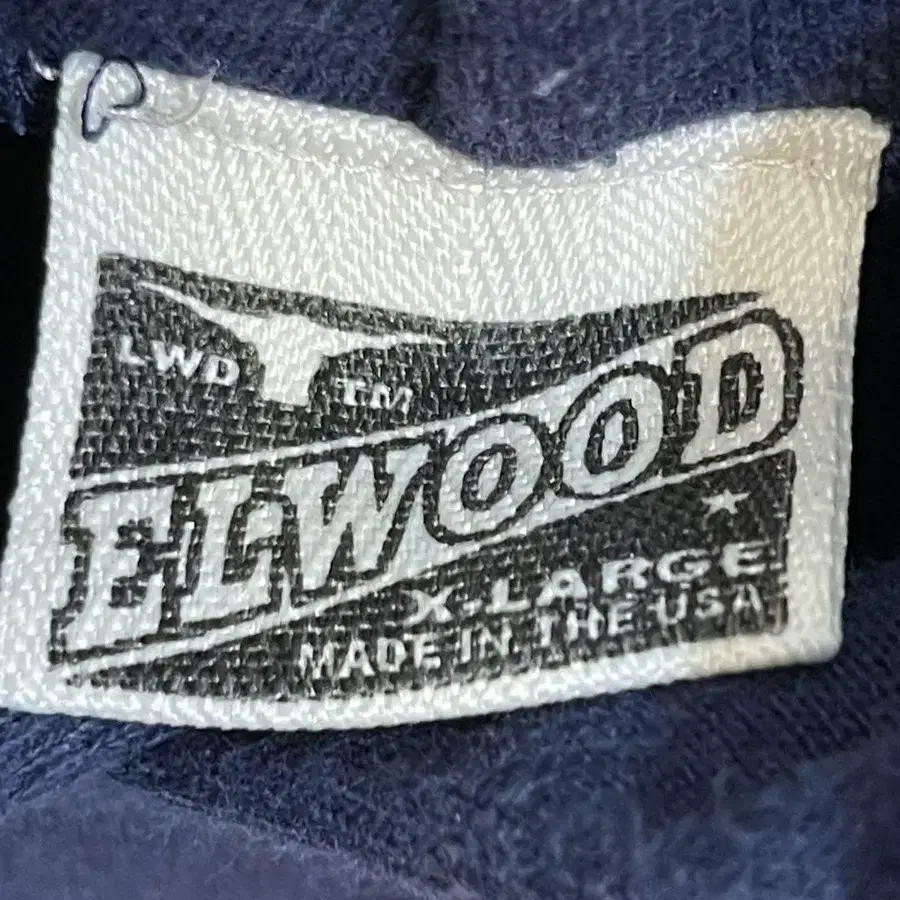 P
LWD TM
ELWOOD
X-LARGE
MADE IN THE USA